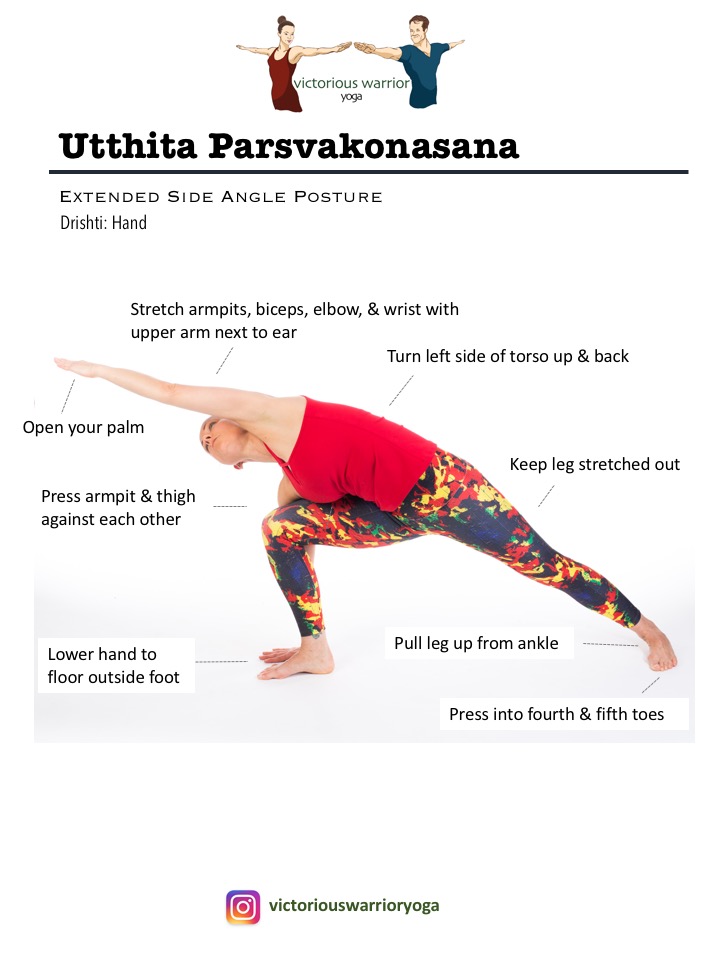 victorious warrior
yoga
Utthita Parsvakonasana
Extended Side Angle Posture
Drishti: Hand
Stretch armpits, biceps, elbow, & wrist with
upper arm next to ear
Turn left side of torso up & back
Open your palm
Keep leg stretched out
Press armpit & thigh
against each other
Pull leg up from ankle
Lower hand to
floor outside foot
Press into fourth & fifth toes
victoriouswarrioryoga